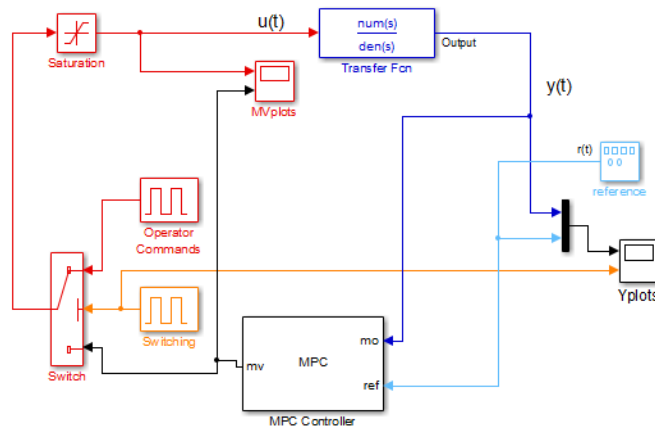 u(t)
num(s)
den(s)
Output
Saturation
Transfer Fcn
MVplots
y(t)
r(t)
reference
Operator
Commands
Yplots
Switching
Switch
mv
MPC
mo
ref
MPC Controller